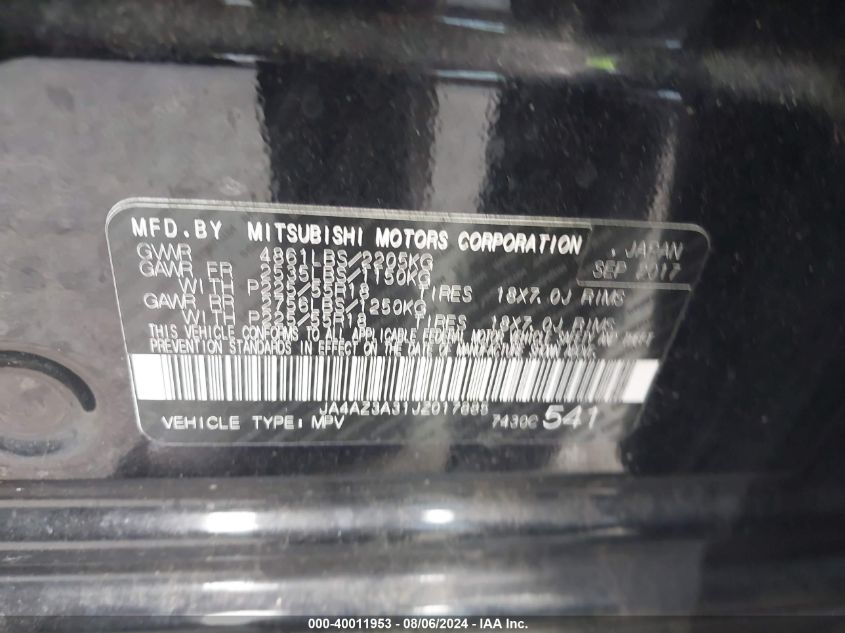 MFD.BY MITSUBISHI MOTORS CORPORATION
, JAPAN
SEP 2017
GVWR 4861LBS/2205KG
GAWR FR 2535LBS/1150KG
WITH P225/55R18 TIRES 18X7.0J RIMS
GAWR RR 2756LBS/1250KG
WITH P225/55R18 TIRES 18X7.0J RIMS
THIS VEHICLE CONFORMS TO ALL APPLICABLE FEDERAL MOTOR VEHICLE SAFETY AND THEFT
PREVENTION STANDARDS IN EFFECT ON THE DATE OF MANUFACTURE SHOWN ABOVE.
JA4AZ3A31J2017885
VEHICLE TYPE: MPV 541
000-40011953 - 08/06/2024 - IAA Inc.